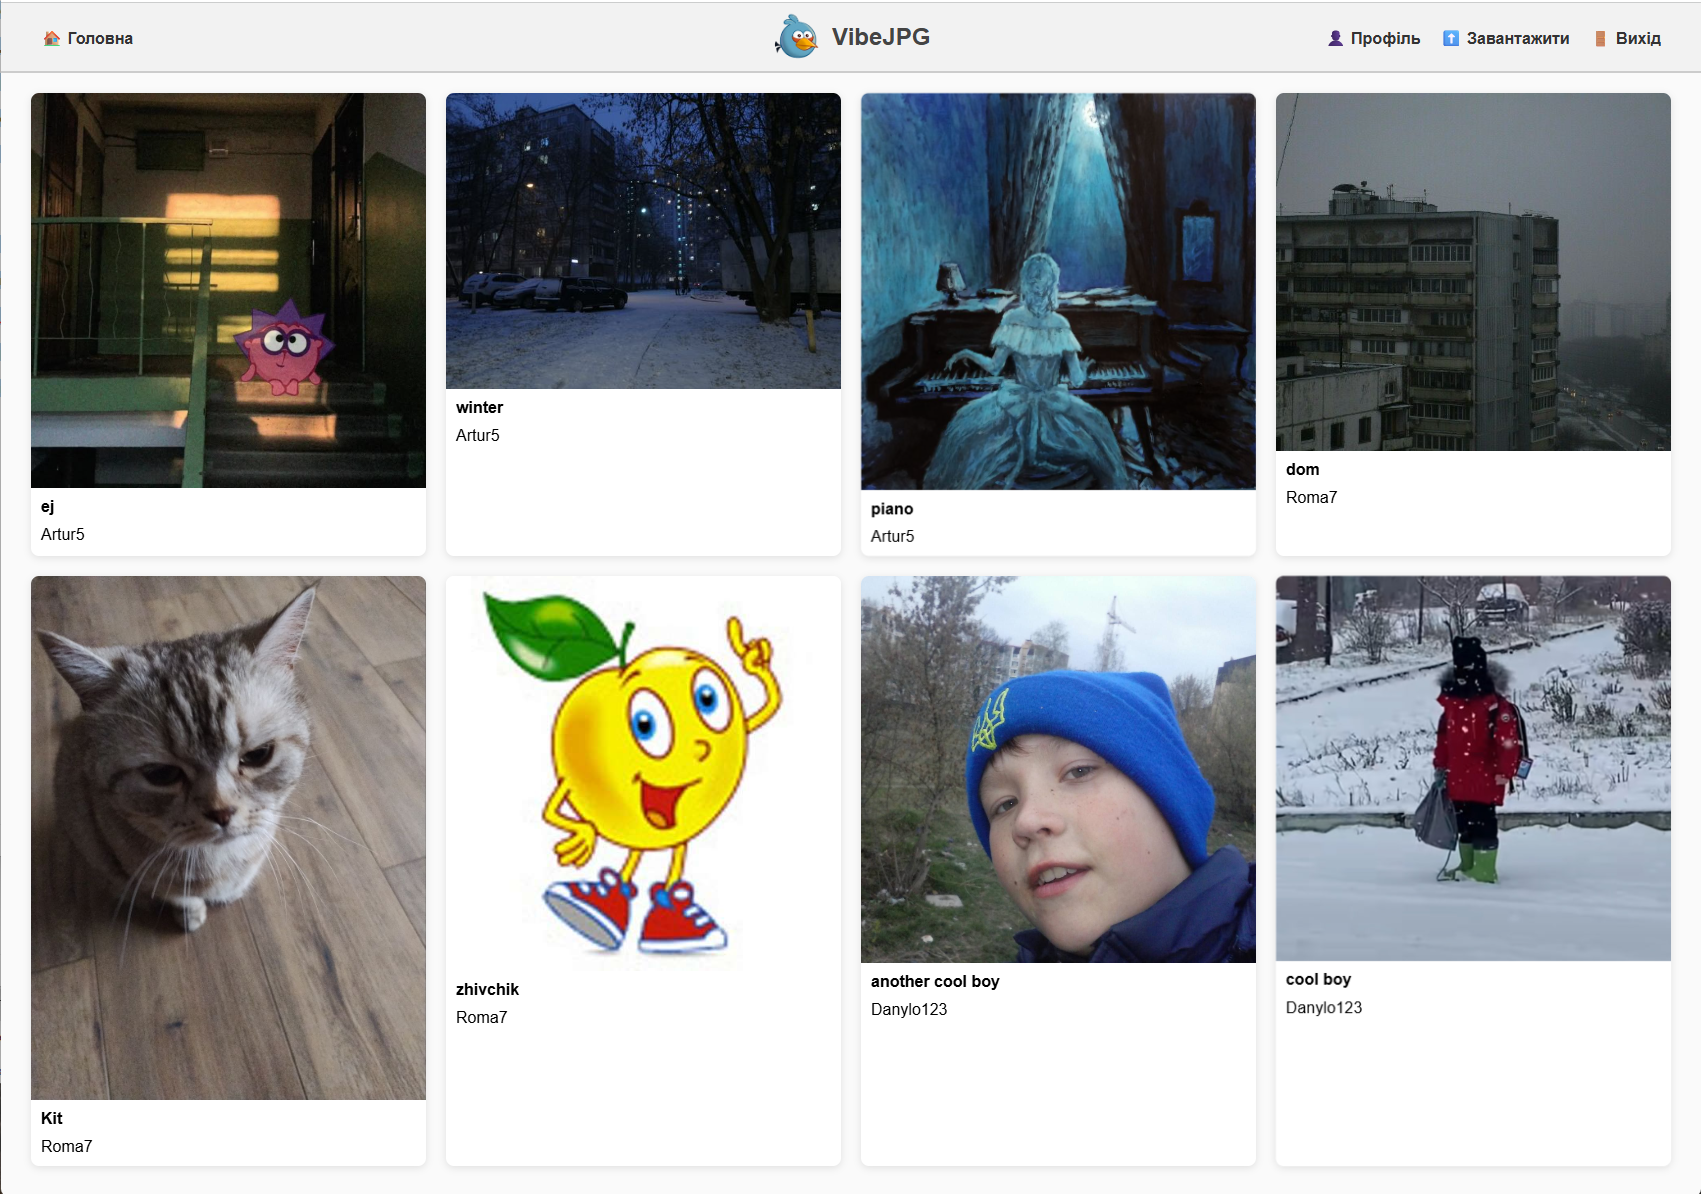 Головна
VibeJPG
Профіль
Завантажити
Вихід
ej
Artur5
winter
Artur5
piano
Artur5
dom
Roma7
Kit
Roma7
zhivchik
Roma7
another cool boy
Danylo123
cool boy
Danylo123